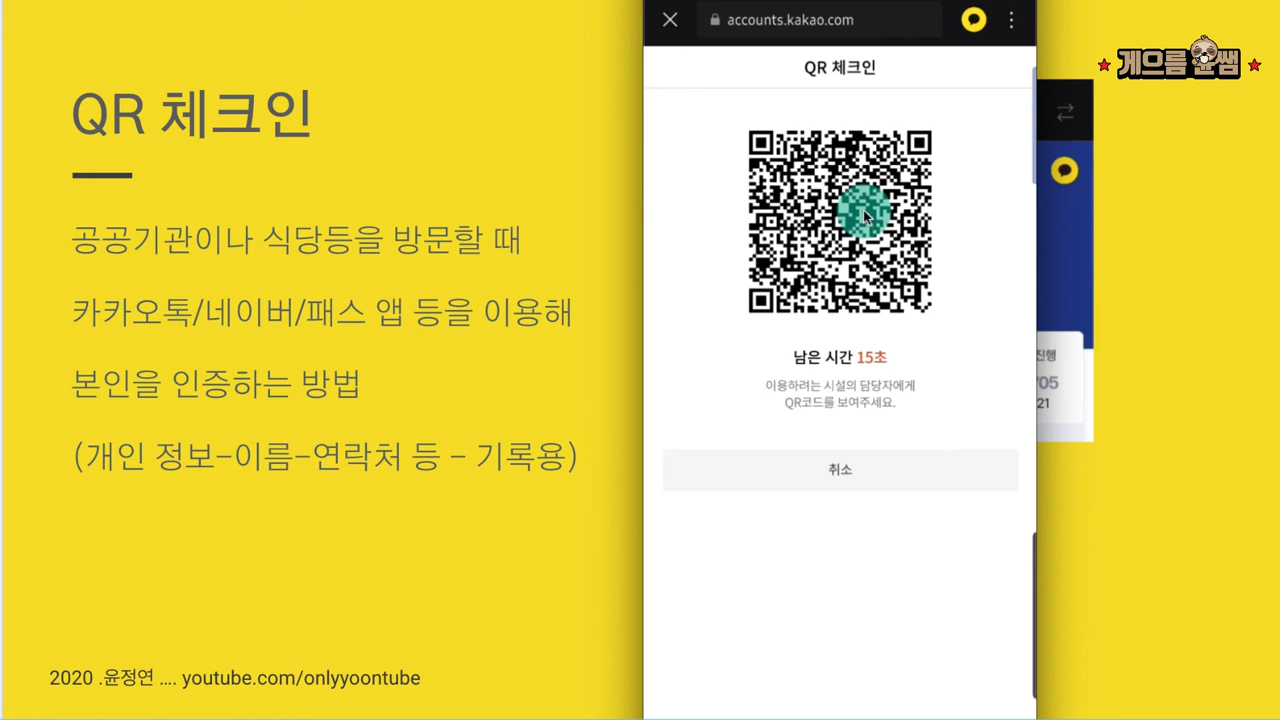 QR 체크인
공공기관이나 식당등을 방문할 때
카카오톡/네이버/패스 앱 등을 이용해
본인을 인증하는 방법
(개인 정보-이름-연락처 등 - 기록용)
2020 .윤정연 .... youtube.com/onlyyoontube
accounts.kakao.com
QR 체크인
남은 시간 15초
이용하려는 시설의 담당자에게
QR코드를 보여주세요.
취소
게으름 윤쌤
진행
/05
21